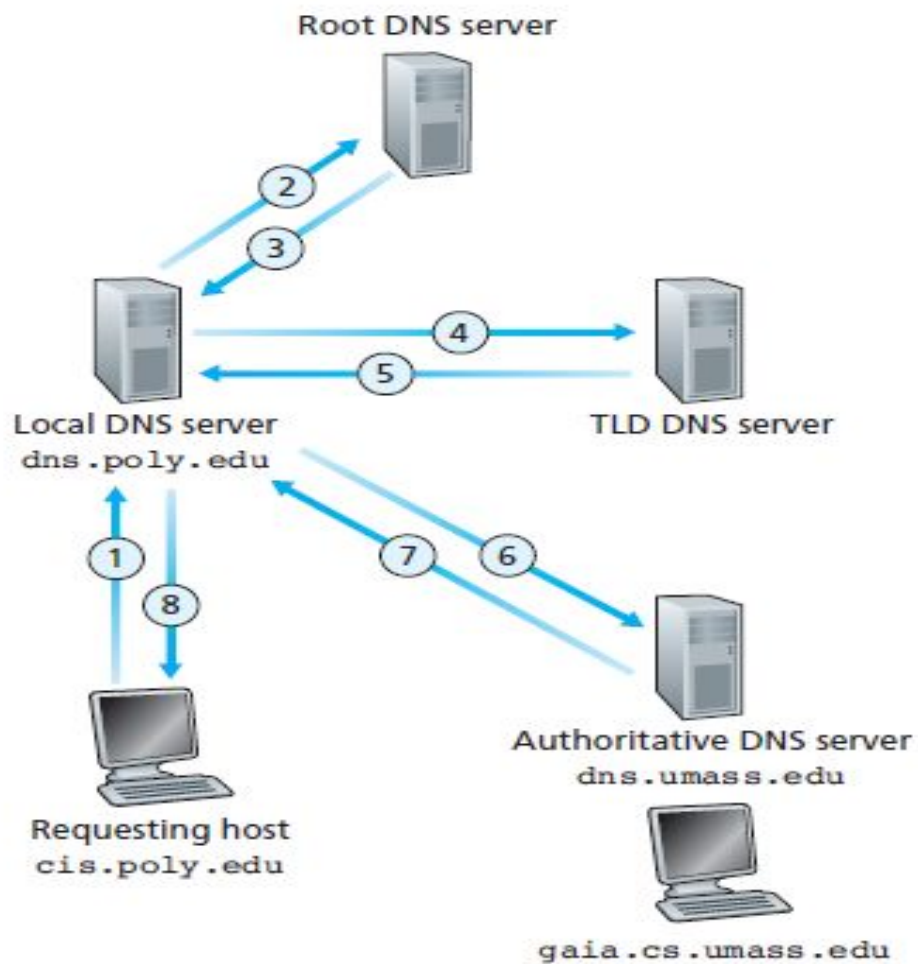 Root DNS server
2
3
4
5
Local DNS server
dns.poly.edu
TLD DNS server
1
8
7
6
Authoritative DNS server
dns.umass.edu
Requesting host
cis.poly.edu
gaia.cs.umass.edu